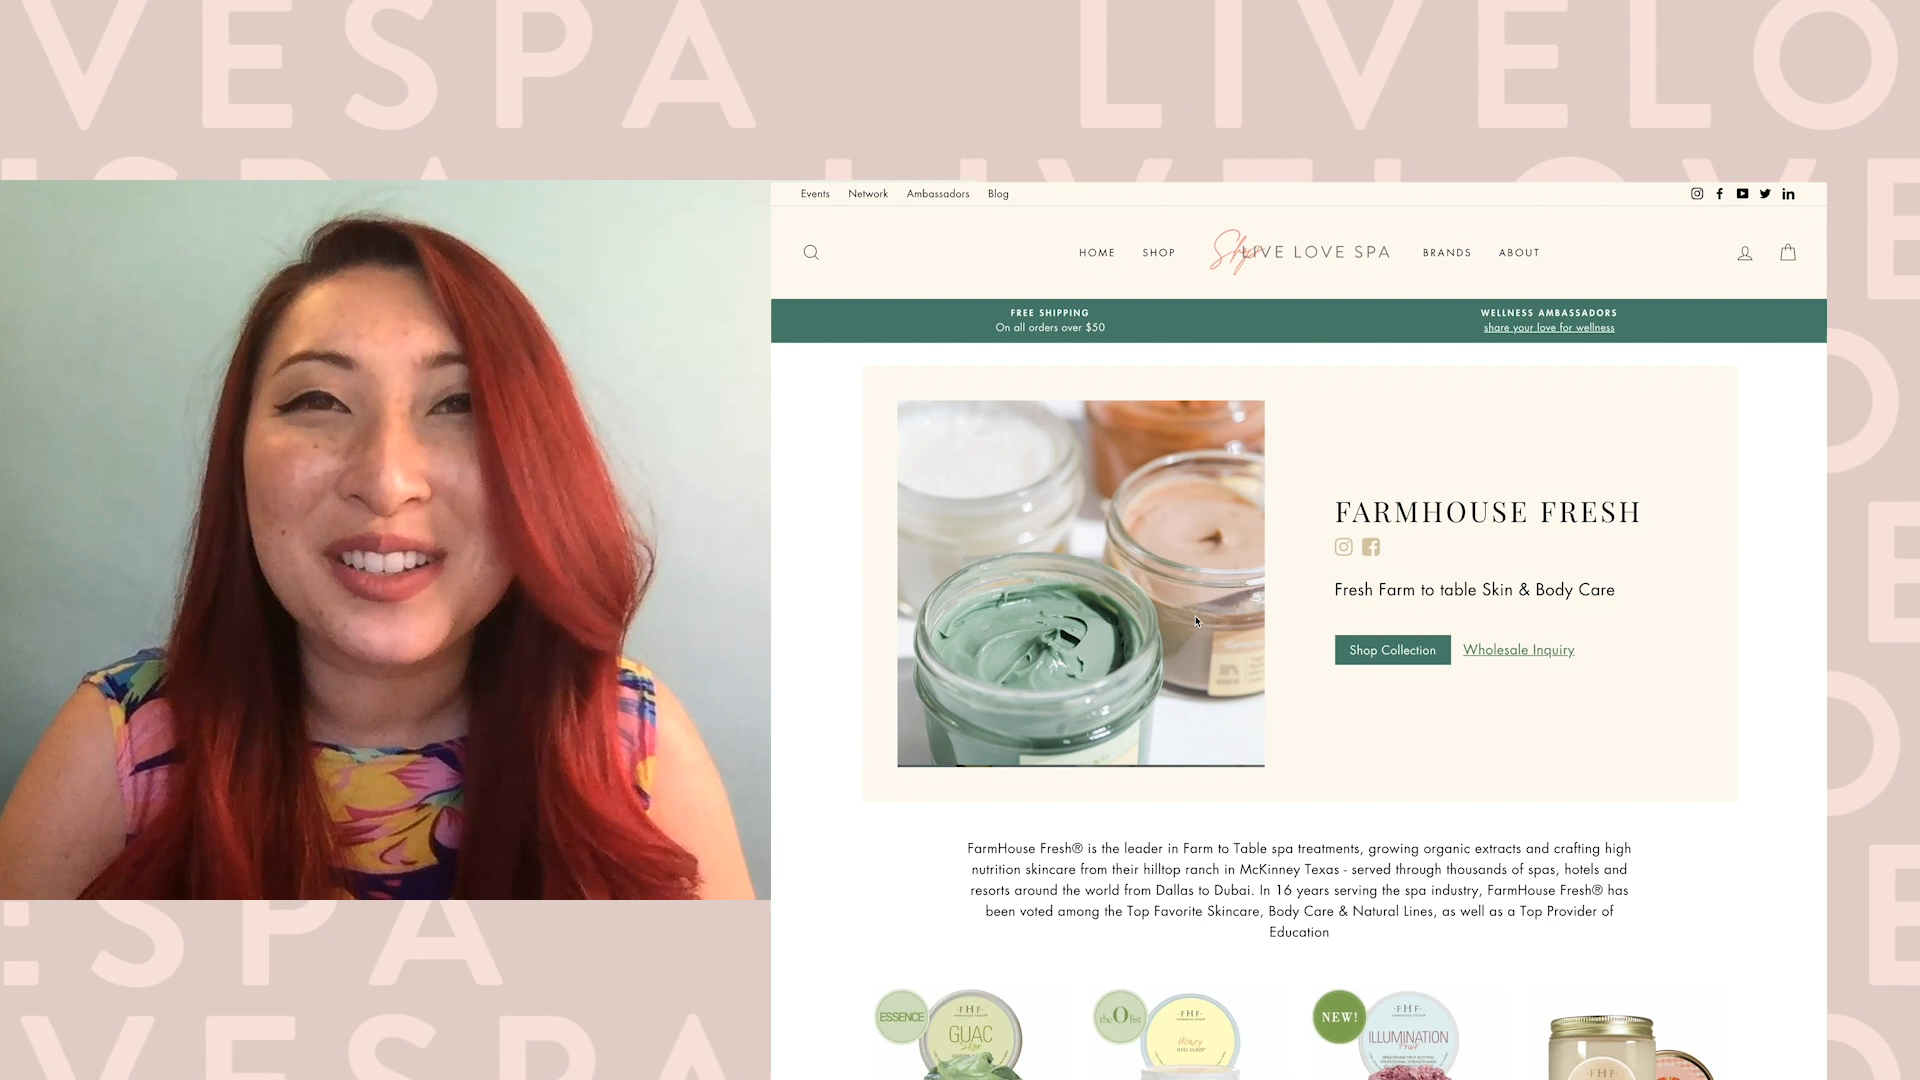 VESPA LIVELO
Events Network Ambassadors Blog
HOME SHOP Shop LIVE LOVE SPA BRANDS ABOUT
FREE SHIPPING
On all orders over $50
WELLNESS AMBASSADORS
share your love for wellness
FARMHOUSE FRESH
Fresh Farm to table Skin & Body Care
Shop Collection Wholesale Inquiry
FarmHouse Fresh® is the leader in Farm to Table spa treatments, growing organic extracts and crafting high
nutrition skincare from their hilltop ranch in McKinney Texas - served through thousands of spas, hotels and
resorts around the world from Dallas to Dubai. In 16 years serving the spa industry, FarmHouse Fresh® has
been voted among the Top Favorite Skincare, Body Care & Natural Lines, as well as a Top Provider of
Education
ESSENCE
FHF
GUAC
Star
the O list
FHF
Honey
HEEL GLAZE
NEW!
FHF
ILLUMINATION
FHF
SPA
VESPA